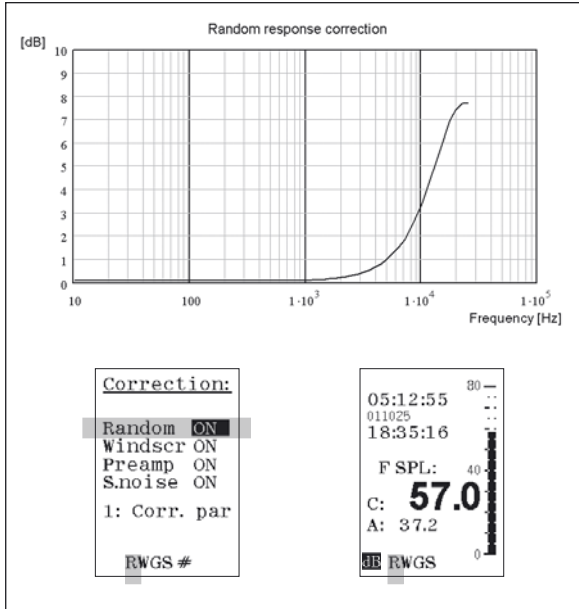 Random response correction
[dB]
10
9
8
7
6
5
4
3
2
1
0
10 100 1·10³ 1·10⁴ 1·10⁵
Frequency [Hz]
Correction:
Random ON
Windscr ON
Preamp ON
S.noise ON
1: Corr. par
RWGS #
80
05:12:55
011025
18:35:16
F SPL: 40
C: 57.0
A: 37.2
dB RWGS 0